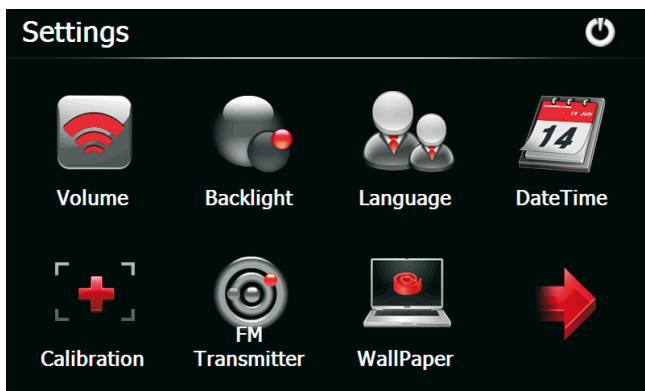 Settings
14 July
14
Volume
Backlight
Language
DateTime
FM
Calibration
Transmitter
WallPaper